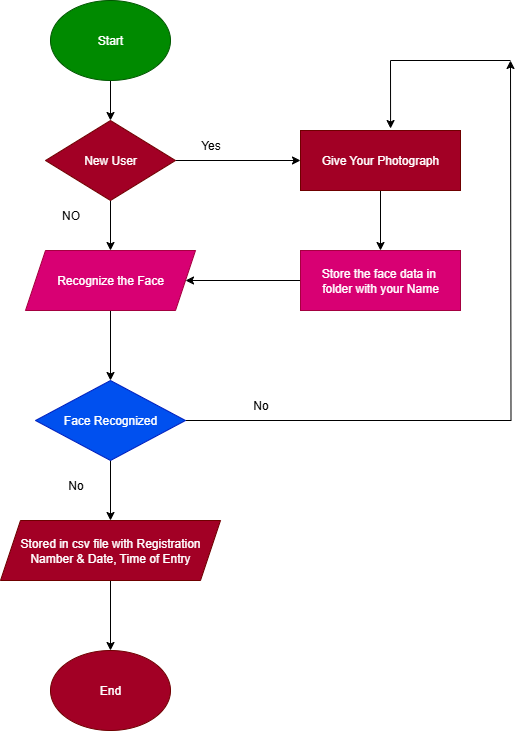 Start
New User
Yes
Give Your Photograph
NO
Recognize the Face
Store the face data in
folder with your Name
Face Recognized
No
No
Stored in csv file with Registration
Namber & Date, Time of Entry
End